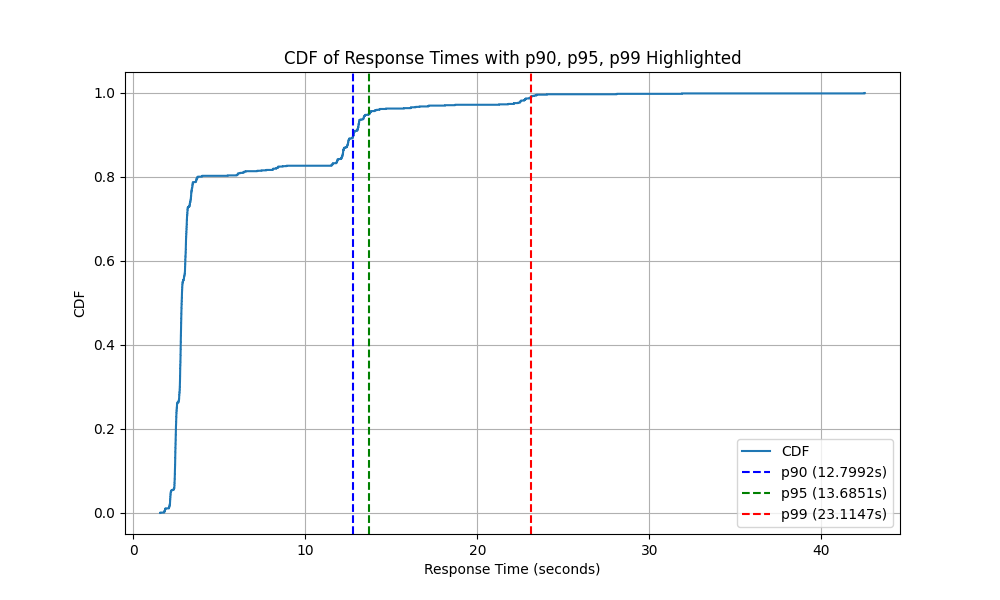 CDF of Response Times with p90, p95, p99 Highlighted
1.0
0.8
0.6
0.4
0.2
0.0
CDF
0 10 20 30 40
Response Time (seconds)
CDF
p90 (12.7992s)
p95 (13.6851s)
p99 (23.1147s)